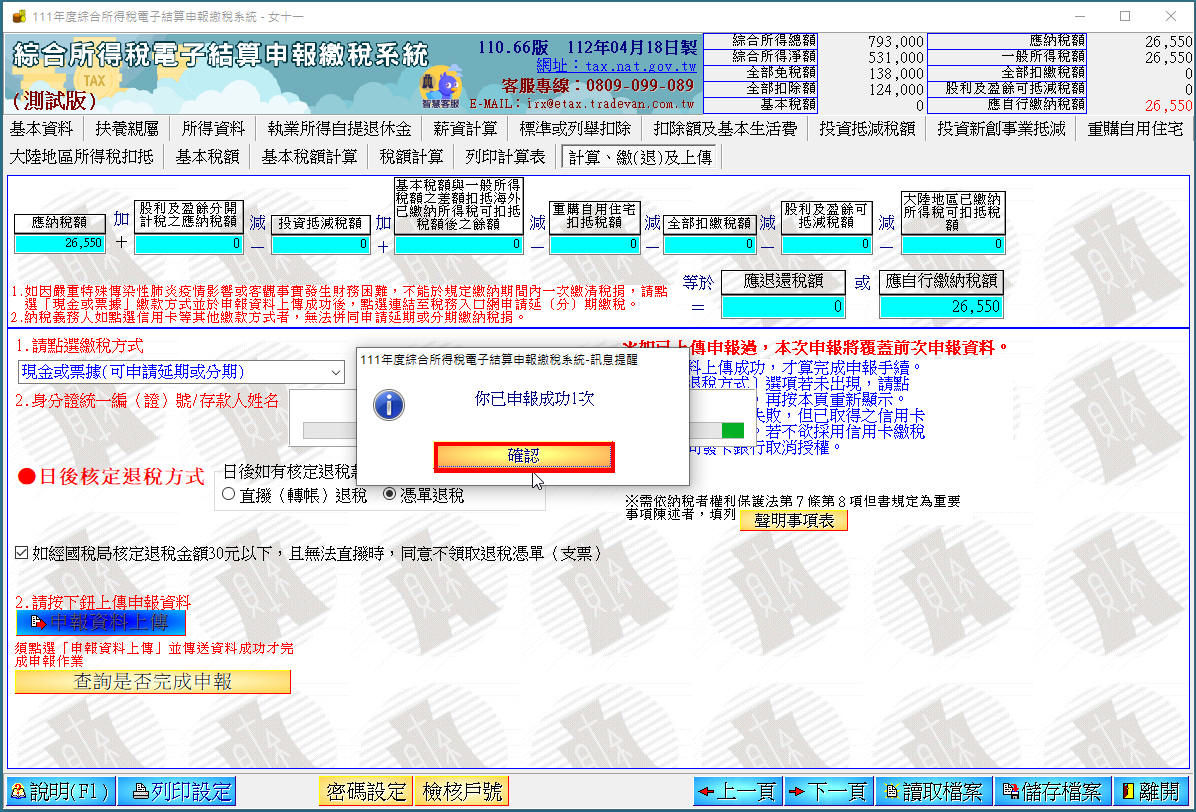 111年度綜合所得稅電子結算申報繳稅系統 - 女十一
綜合所得稅電子結算申報繳稅系統
TAX
(測試版)
110.66版 112年04月18日製
網址：tax.nat.gov.tw
客服專線：0809-099-089
E-MAIL：irx@etax.tradevan.com.tw
智慧客服
綜合所得總額 793,000 應納稅額 26,550
綜合所得淨額 531,000 一般所得稅額 26,550
全部免稅額 138,000 全部扣繳稅額 0
全部扣除額 124,000 股利及盈餘可抵減稅額 0
基本稅額 0 應自行繳納稅額 26,550
基本資料 扶養親屬 所得資料 執業所得自提退休金 薪資計算 標準或列舉扣除 扣除額及基本生活費 投資抵減稅額 投資新創事業抵減 重購自用住宅
大陸地區所得稅扣抵 基本稅額 基本稅額計算 稅額計算 列印計算表 計算、繳(退)及上傳
應納稅額
26,550
加
＋
股利及盈餘分開
計稅之應納稅額
0
減
－
投資抵減稅額
0
加
＋
基本稅額與一般所得
稅額之差額扣抵海外
已繳納所得稅可扣抵
稅額後之餘額
0
減
－
重購自用住宅
扣抵稅額
0
減
－
全部扣繳稅額
0
減
－
股利及盈餘可
抵減稅額
0
減
－
大陸地區已繳納
所得稅可扣抵稅
額
0
等於
＝
應退還稅額
0
或
應自行繳納稅額
26,550
1.如因嚴重特殊傳染性肺炎疫情影響或客觀事實發生財務困難，不能於規定繳納期間內一次繳清稅捐，請點
選「現金或票據」繳款方式並於申報資料上傳成功後，點選連結至稅務入口網申請延（分）期繳稅。
2.納稅義務人如點選信用卡等其他繳款方式者，無法併同申請延期或分期繳納稅捐。
1.請點選繳稅方式
現金或票據(可申請延期或分期)
2.身分證統一編（證）號/存款人姓名
※如已上傳申報過，本次申報將覆蓋前次申報資料。
料上傳成功，才算完成申報手續。
退稅方式」選項若未出現，請點
，再按本頁重新顯示。
失敗，但已取得之信用卡
。若不欲採用信用卡繳稅
發卡銀行取消授權。
111年度綜合所得稅電子結算申報繳稅系統-訊息提醒
你已申報成功1次
確認
●日後核定退稅方式
日後如有核定退稅
直撥（轉帳）退稅 憑單退稅
※需依納稅者權利保護法第７條第８項但書規定為重要
事項陳述者，填列 聲明事項表
如經國稅局核定退稅金額30元以下，且無法直撥時，同意不領取退稅憑單（支票）
2.請按下鈕上傳申報資料
申報資料上傳
須點選「申報資料上傳」並傳送資料成功才完
成申報作業
查詢是否完成申報
說明(F1) 列印設定 密碼設定 檢核戶號 上一頁 下一頁 讀取檔案 儲存檔案 離開